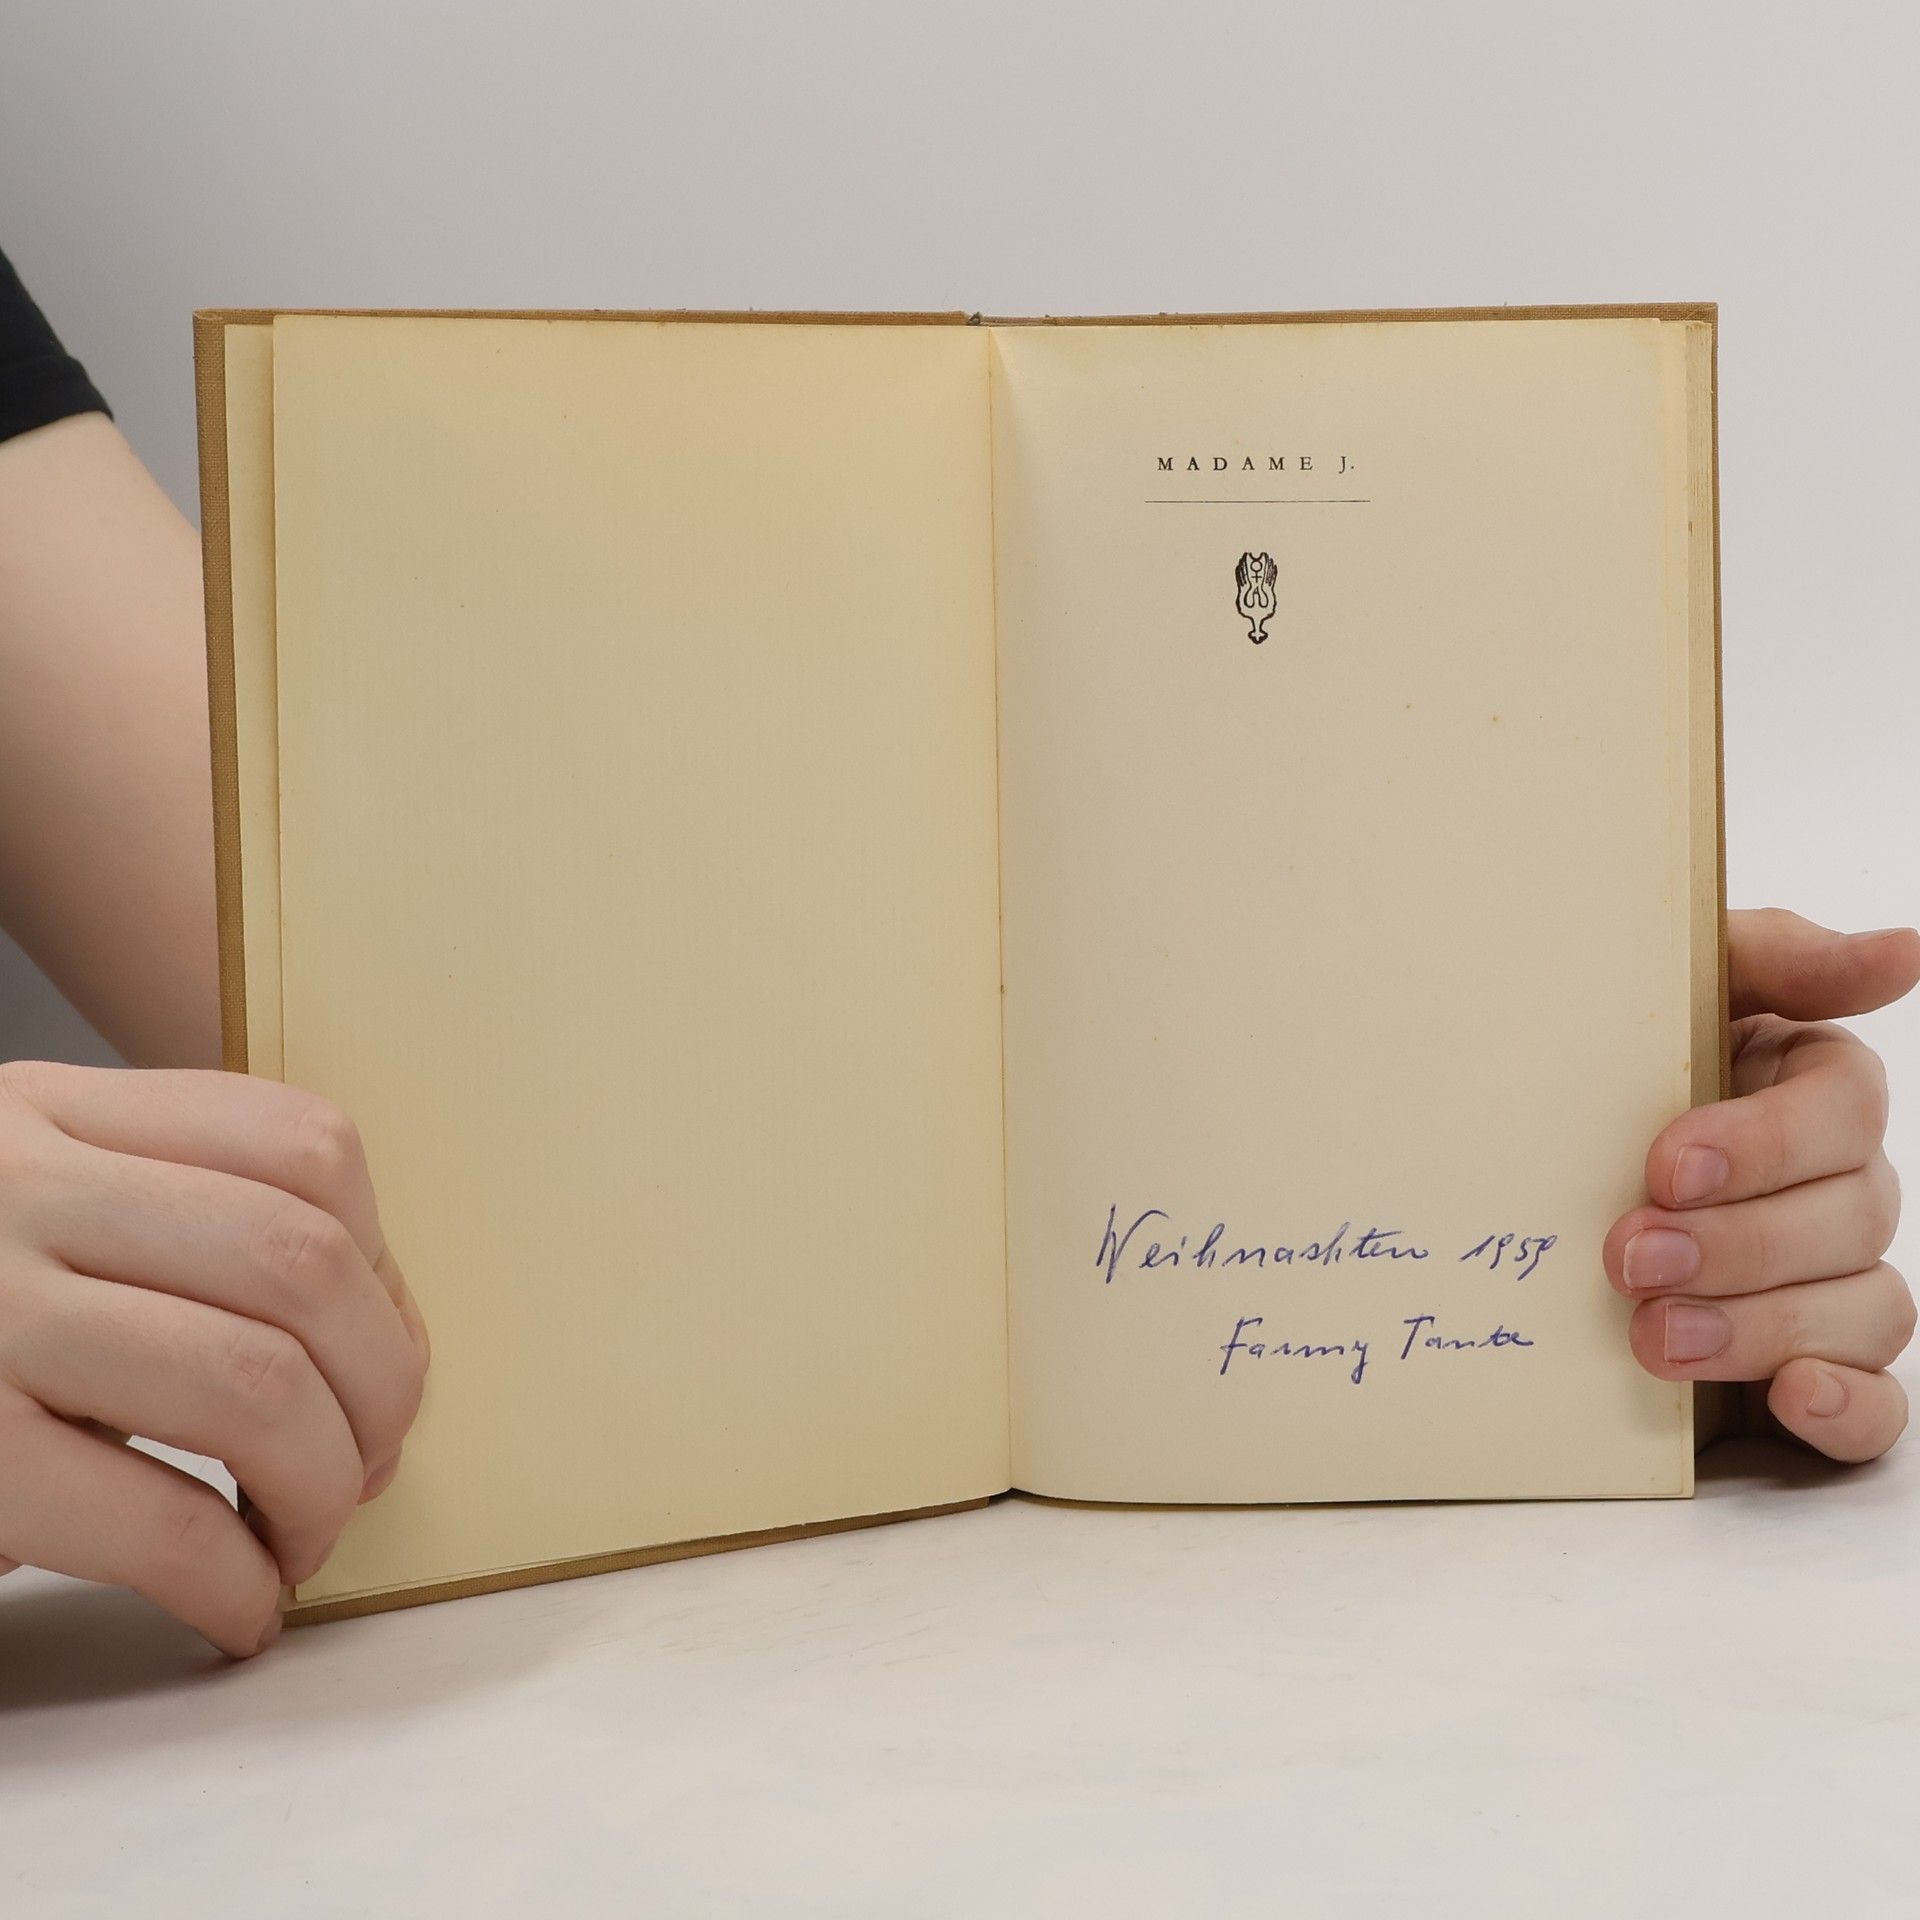 MADAME J.
Weihnachten 1959
Fanny Tante